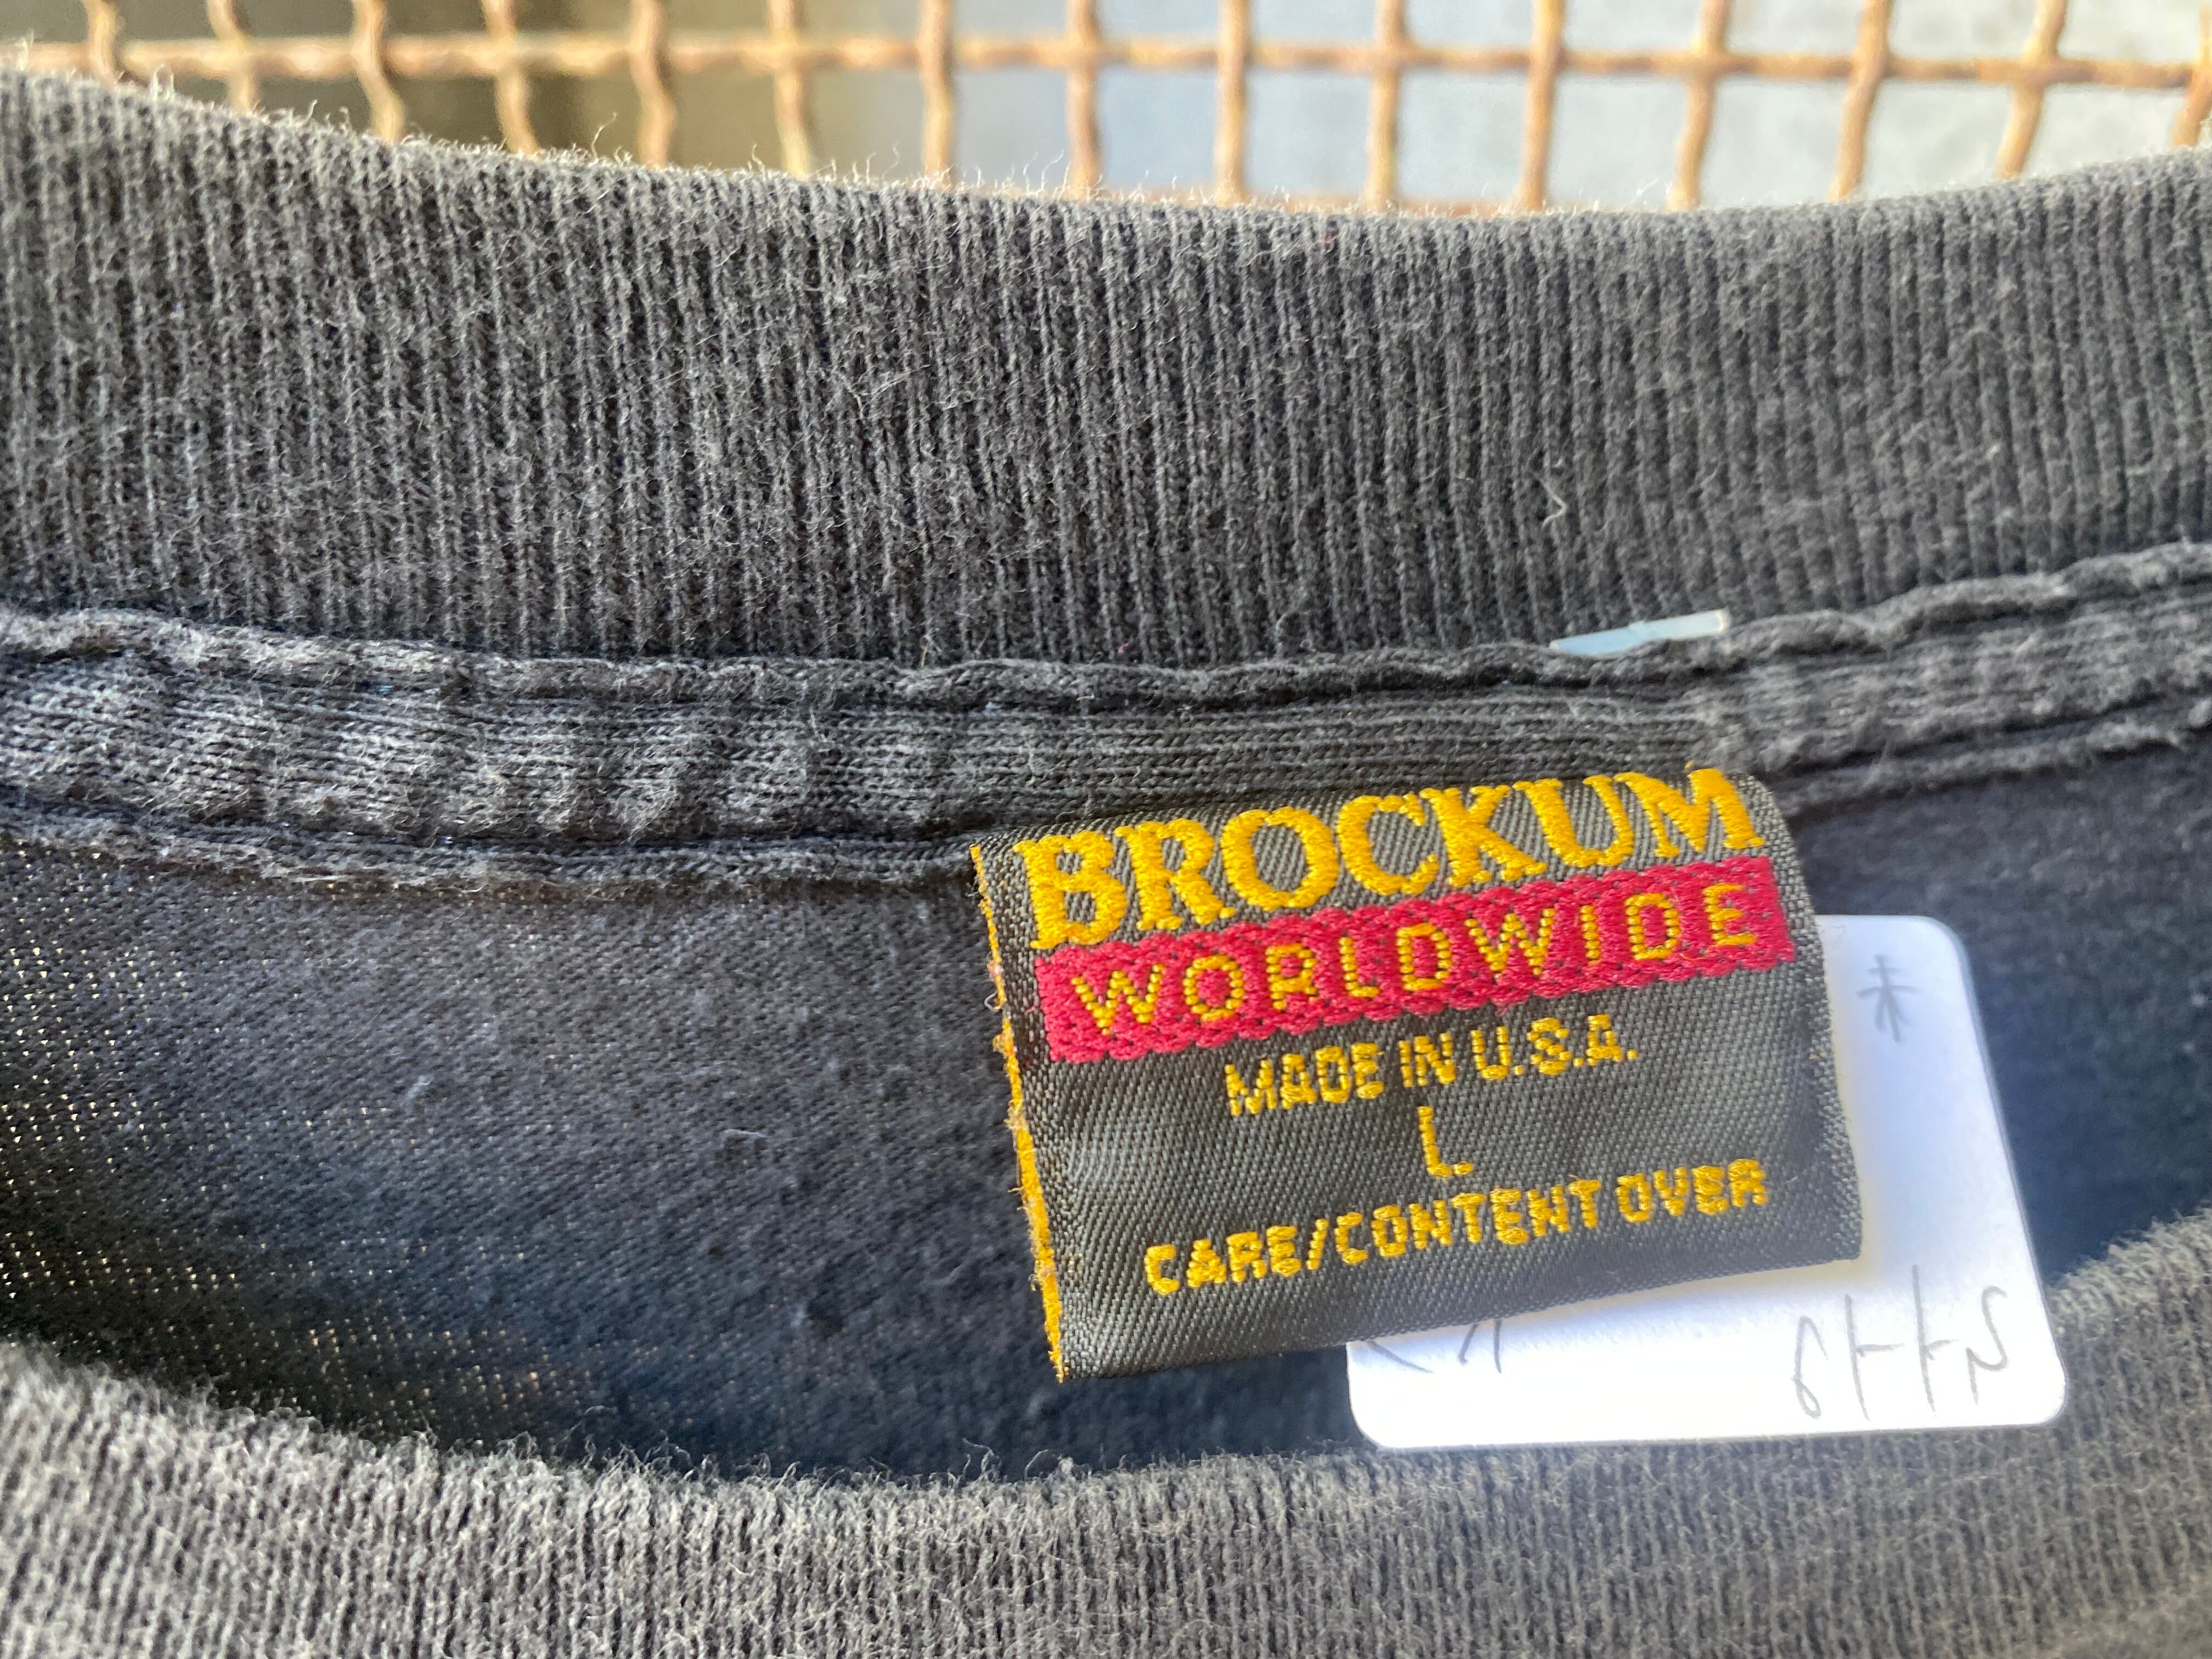 BROCKUM
WORLDWIDE
MADE IN U.S.A.
L
CARE/CONTENT OVER